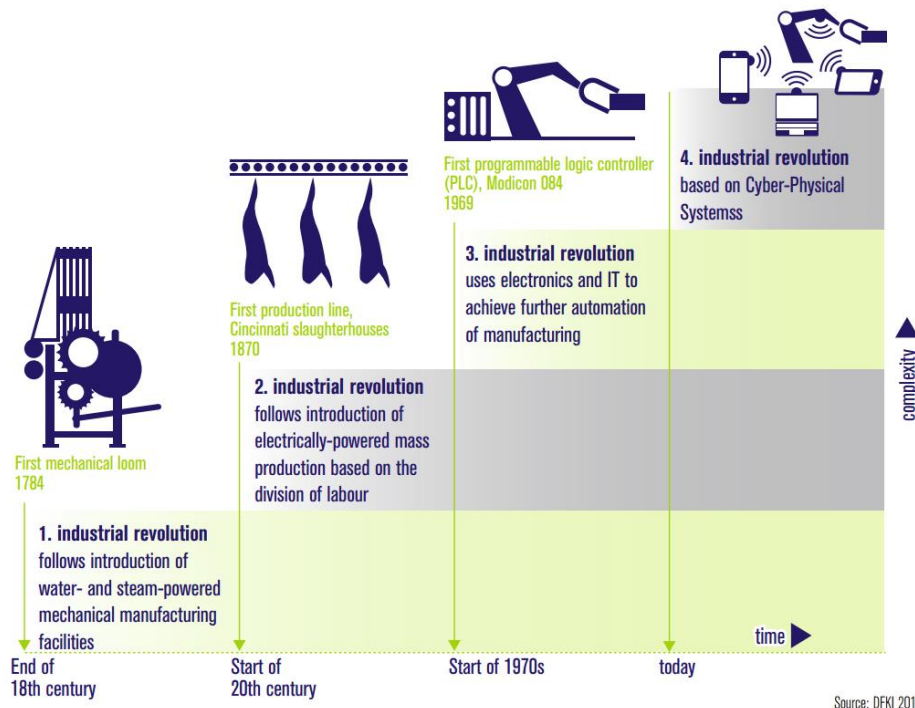 First programmable logic controller
(PLC), Modicon 084
1969
4. industrial revolution
based on Cyber-Physical
Systemss
3. industrial revolution
uses electronics and IT to
achieve further automation
of manufacturing
First production line,
Cincinnati slaughterhouses
1870
2. industrial revolution
follows introduction of
electrically-powered mass
production based on the
division of labour
First mechanical loom
1784
1. industrial revolution
follows introduction of
water- and steam-powered
mechanical manufacturing
facilities
complexity
time
End of
18th century
Start of
20th century
Start of 1970s
today
Source: DFKI